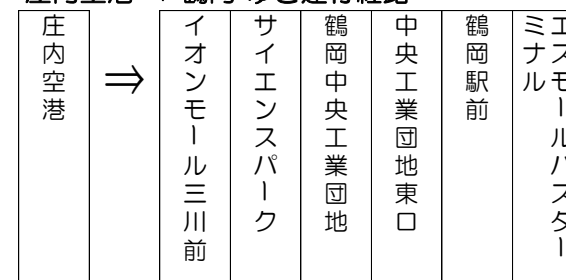 庄内空港
⇒
イオンモール三川前
サイエンスパーク
鶴岡中央工業団地
中央工業団地東口
鶴岡駅前
エスモールバスター
ミナル